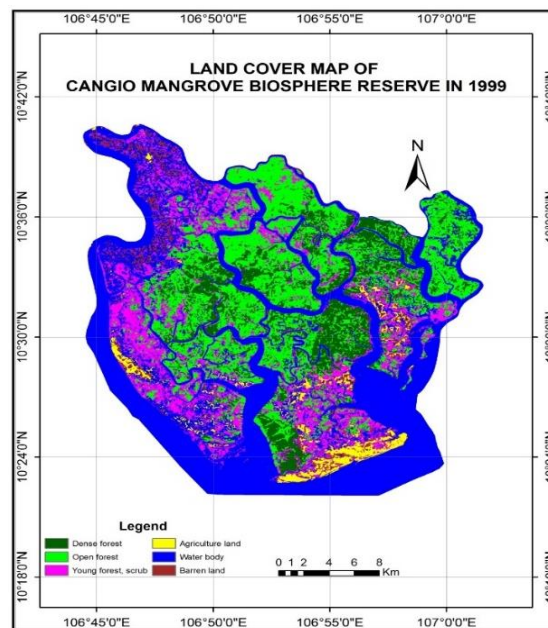 106°45'0"E 106°50'0"E 106°55'0"E 107°0'0"E
LAND COVER MAP OF
CANGIO MANGROVE BIOSPHERE RESERVE IN 1999
10°42'0"N
N
10°36'0"N 10°36'0"N
10°30'0"N
10°24'0"N
10°18'0"N
Legend
Dense forest
Open forest
Young forest, scrub
Agriculture land
Water body
Barren land
0 1 2 4 6 8
Km
106°45'0"E 106°50'0"E 106°55'0"E 107°0'0"E